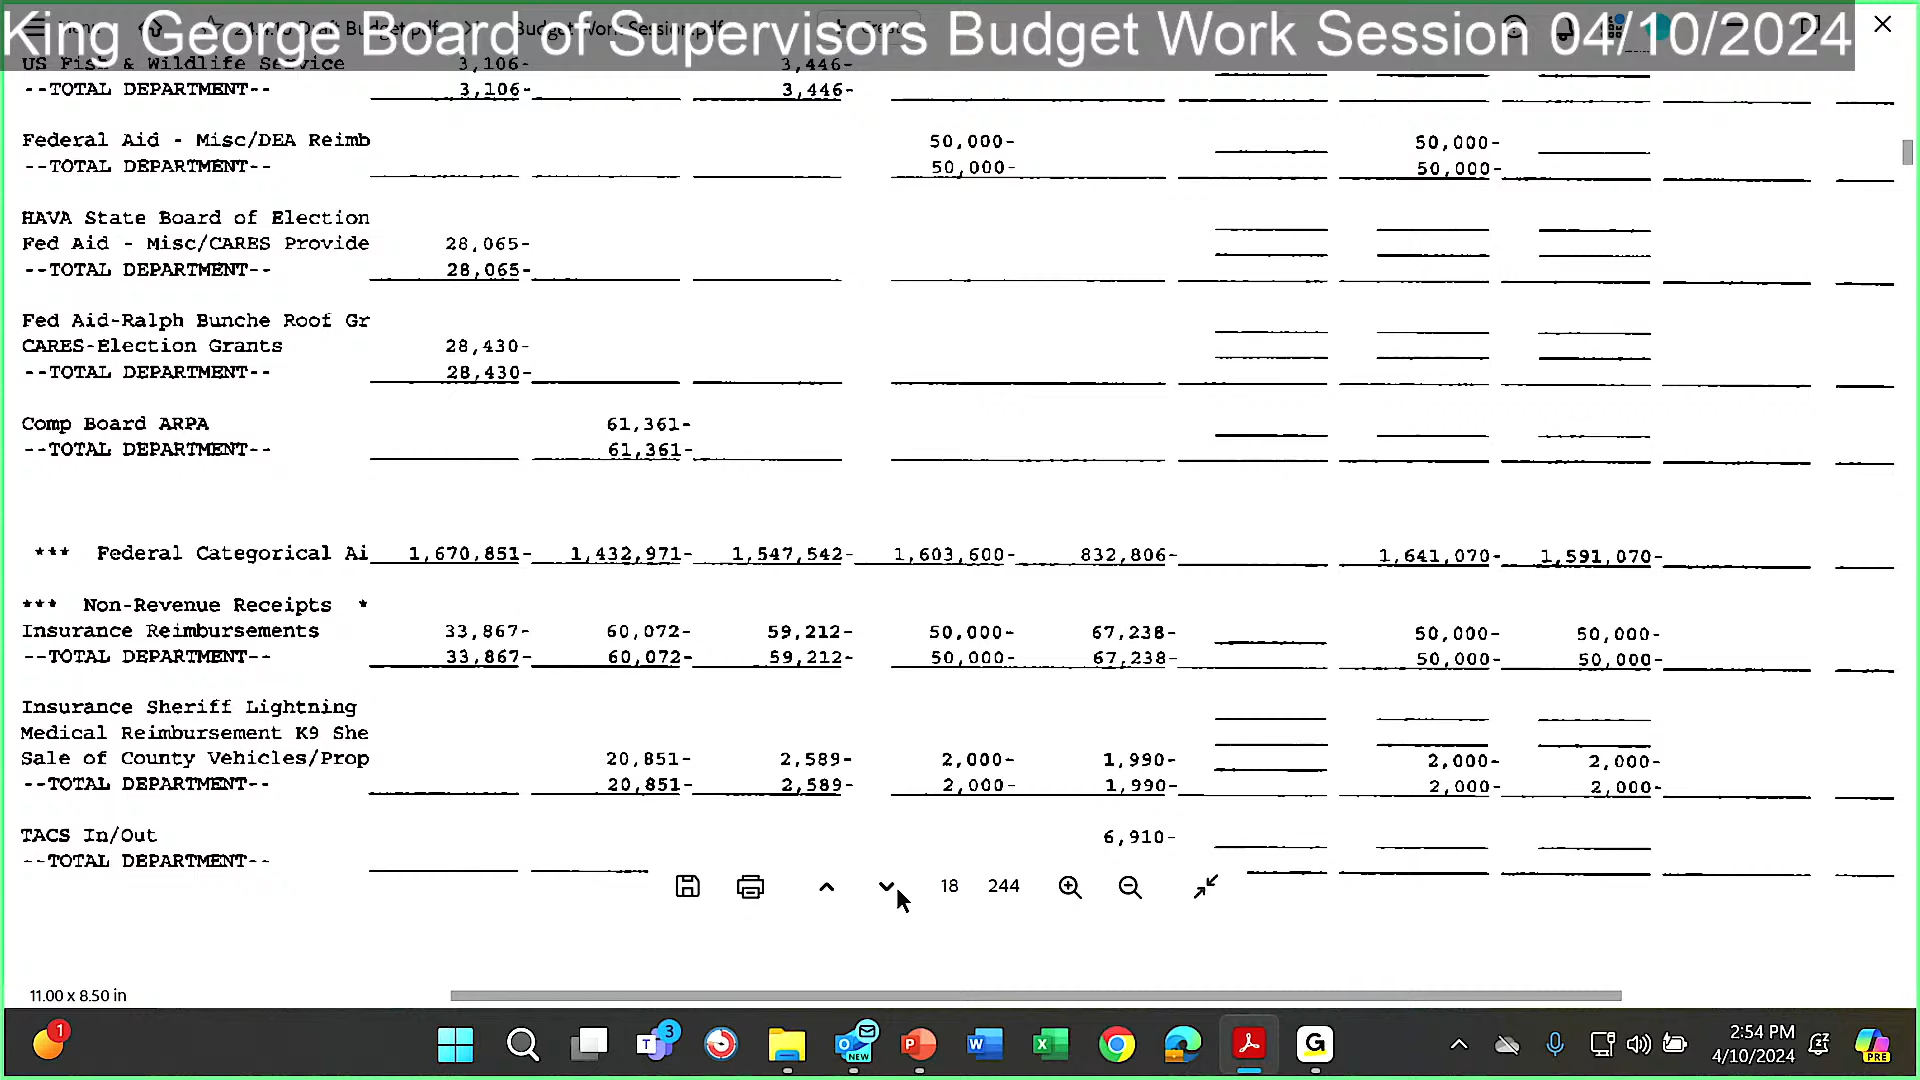 King George Board of Supervisors Budget Work Session 04/10/2024
US Fish & Wildlife Service 3,106- 3,446-
--TOTAL DEPARTMENT-- 3,106- 3,446-
Federal Aid - Misc/DEA Reimb 50,000- 50,000-
--TOTAL DEPARTMENT-- 50,000- 50,000-
HAVA State Board of Election
Fed Aid - Misc/CARES Provide 28,065-
--TOTAL DEPARTMENT-- 28,065-
Fed Aid-Ralph Bunche Roof Gr
CARES-Election Grants 28,430-
--TOTAL DEPARTMENT-- 28,430-
Comp Board ARPA 61,361-
--TOTAL DEPARTMENT-- 61,361-
*** Federal Categorical Ai 1,670,851- 1,432,971- 1,547,542- 1,603,600- 832,806- 1,641,070- 1,591,070-
*** Non-Revenue Receipts *
Insurance Reimbursements 33,867- 60,072- 59,212- 50,000- 67,238- 50,000- 50,000-
--TOTAL DEPARTMENT-- 33,867- 60,072- 59,212- 50,000- 67,238- 50,000- 50,000-
Insurance Sheriff Lightning
Medical Reimbursement K9 She
Sale of County Vehicles/Prop 20,851- 2,589- 2,000- 1,990- 2,000- 2,000-
--TOTAL DEPARTMENT-- 20,851- 2,589- 2,000- 1,990- 2,000- 2,000-
TACS In/Out 6,910-
--TOTAL DEPARTMENT--
18 244
11.00 x 8.50 in
1
3
NEW
PRE
2:54 PM
4/10/2024